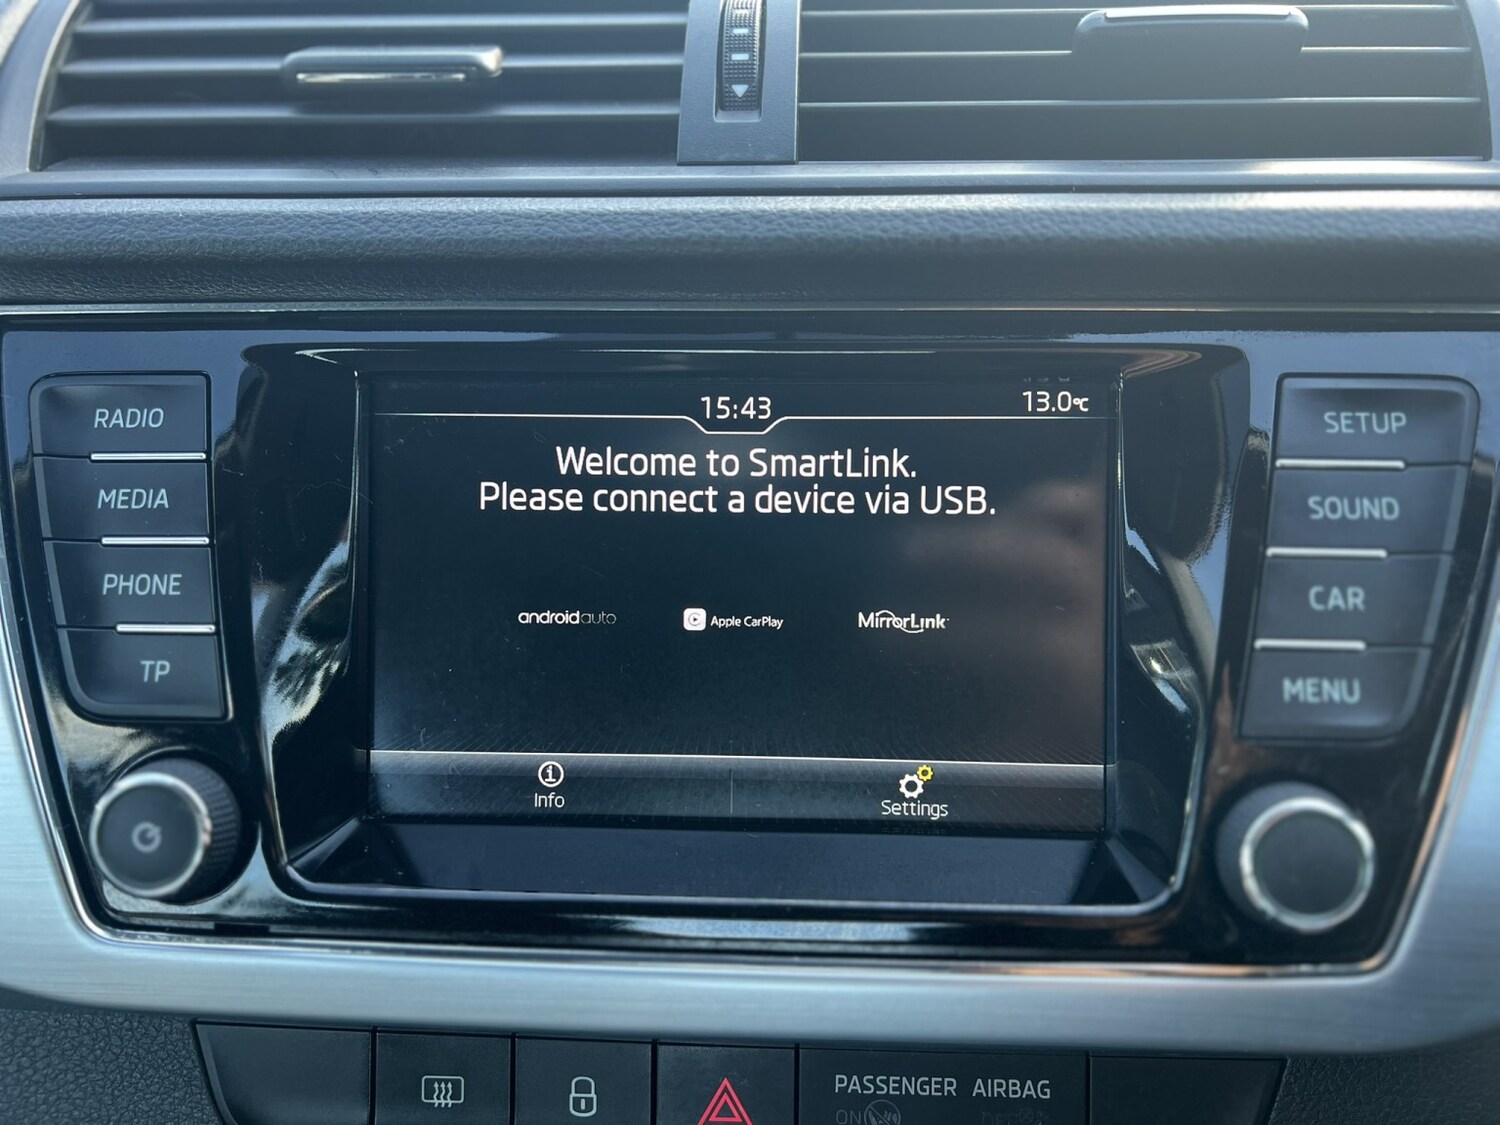 15:43
13.0°C
Welcome to SmartLink.
Please connect a device via USB.
androidauto
Apple CarPlay
MirrorLink
Info
Settings
RADIO
MEDIA
PHONE
TP
SETUP
SOUND
CAR
MENU
PASSENGER AIRBAG
ON